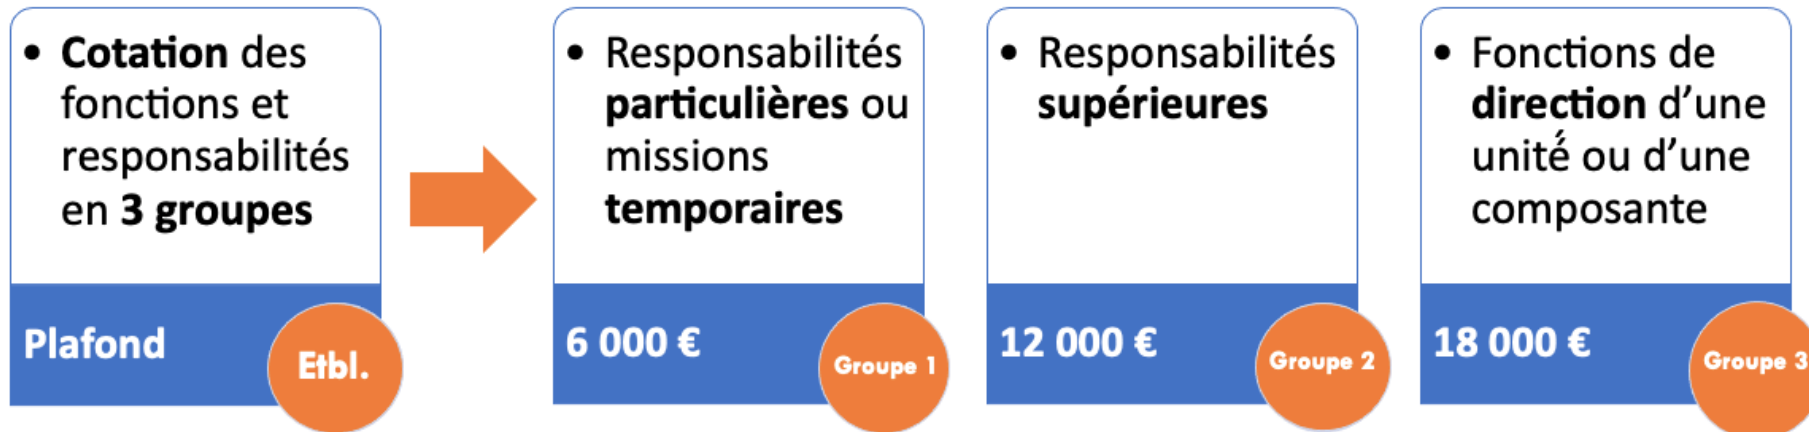 • Cotation des
fonctions et
responsabilités
en 3 groupes
Plafond
Etbl.
• Responsabilités
particulières ou
missions
temporaires
6 000 €
Groupe 1
• Responsabilités
supérieures
12 000 €
Groupe 2
• Fonctions de
direction d’une
unité ou d’une
composante
18 000 €
Groupe 3